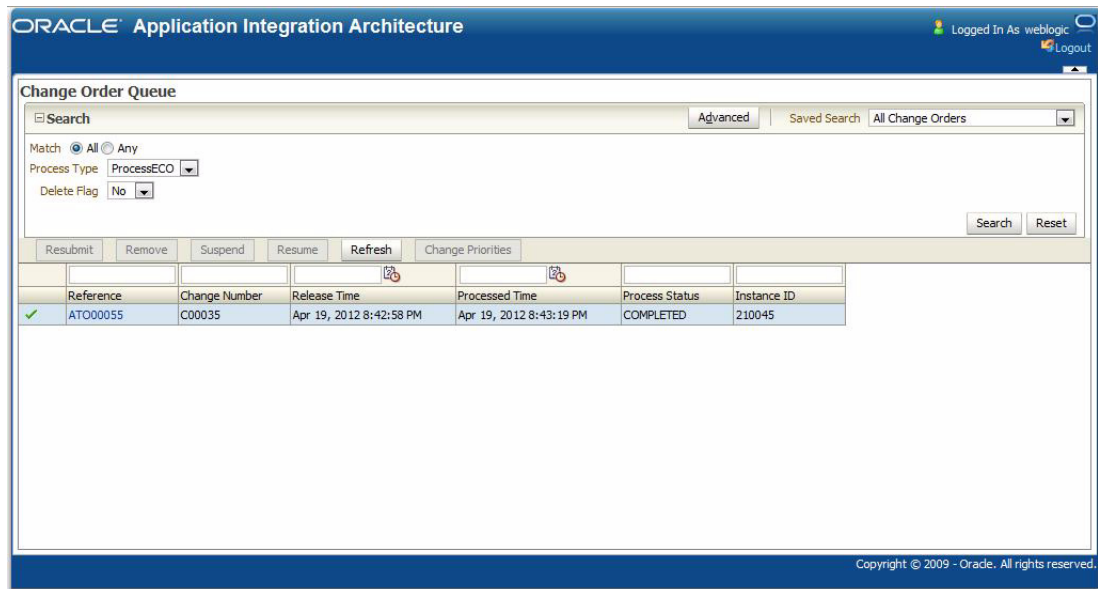 ORACLE Application Integration Architecture
Logged In As weblogic
Logout
Change Order Queue
Search
Advanced
Saved Search All Change Orders
Match All Any
Process Type ProcessECO
Delete Flag No
Search Reset
Resubmit Remove Suspend Resume Refresh Change Priorities
Reference Change Number Release Time Processed Time Process Status Instance ID
ATO00055 C00035 Apr 19, 2012 8:42:58 PM Apr 19, 2012 8:43:19 PM COMPLETED 210045
Copyright © 2009 - Oracle. All rights reserved.